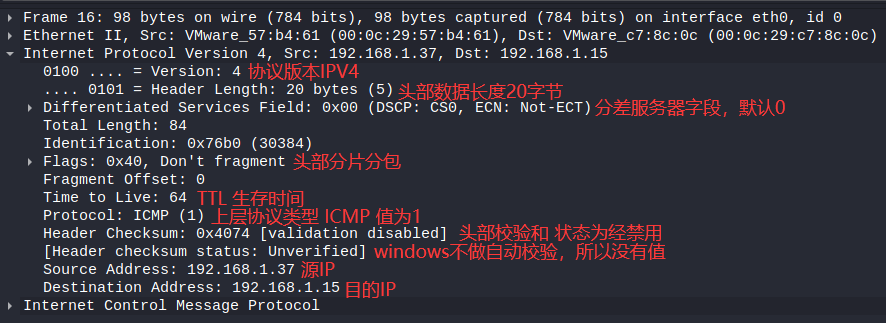 Frame 16: 98 bytes on wire (784 bits), 98 bytes captured (784 bits) on interface eth0, id 0
Ethernet II, Src: VMware_57:b4:61 (00:0c:29:57:b4:61), Dst: VMware_c7:8c:0c (00:0c:29:c7:8c:0c)
Internet Protocol Version 4, Src: 192.168.1.37, Dst: 192.168.1.15
0100 .... = Version: 4 协议版本IPV4
.... 0101 = Header Length: 20 bytes (5) 头部数据长度20字节
Differentiated Services Field: 0x00 (DSCP: CS0, ECN: Not-ECT) 分差服务器字段，默认0
Total Length: 84
Identification: 0x76b0 (30384)
Flags: 0x40, Don't fragment 头部分片分包
Fragment Offset: 0
Time to Live: 64 TTL 生存时间
Protocol: ICMP (1) 上层协议类型 ICMP 值为1
Header Checksum: 0x4074 [validation disabled] 头部校验和 状态为经禁用
[Header checksum status: Unverified] windows不做自动校验，所以没有值
Source Address: 192.168.1.37 源IP
Destination Address: 192.168.1.15 目的IP
Internet Control Message Protocol